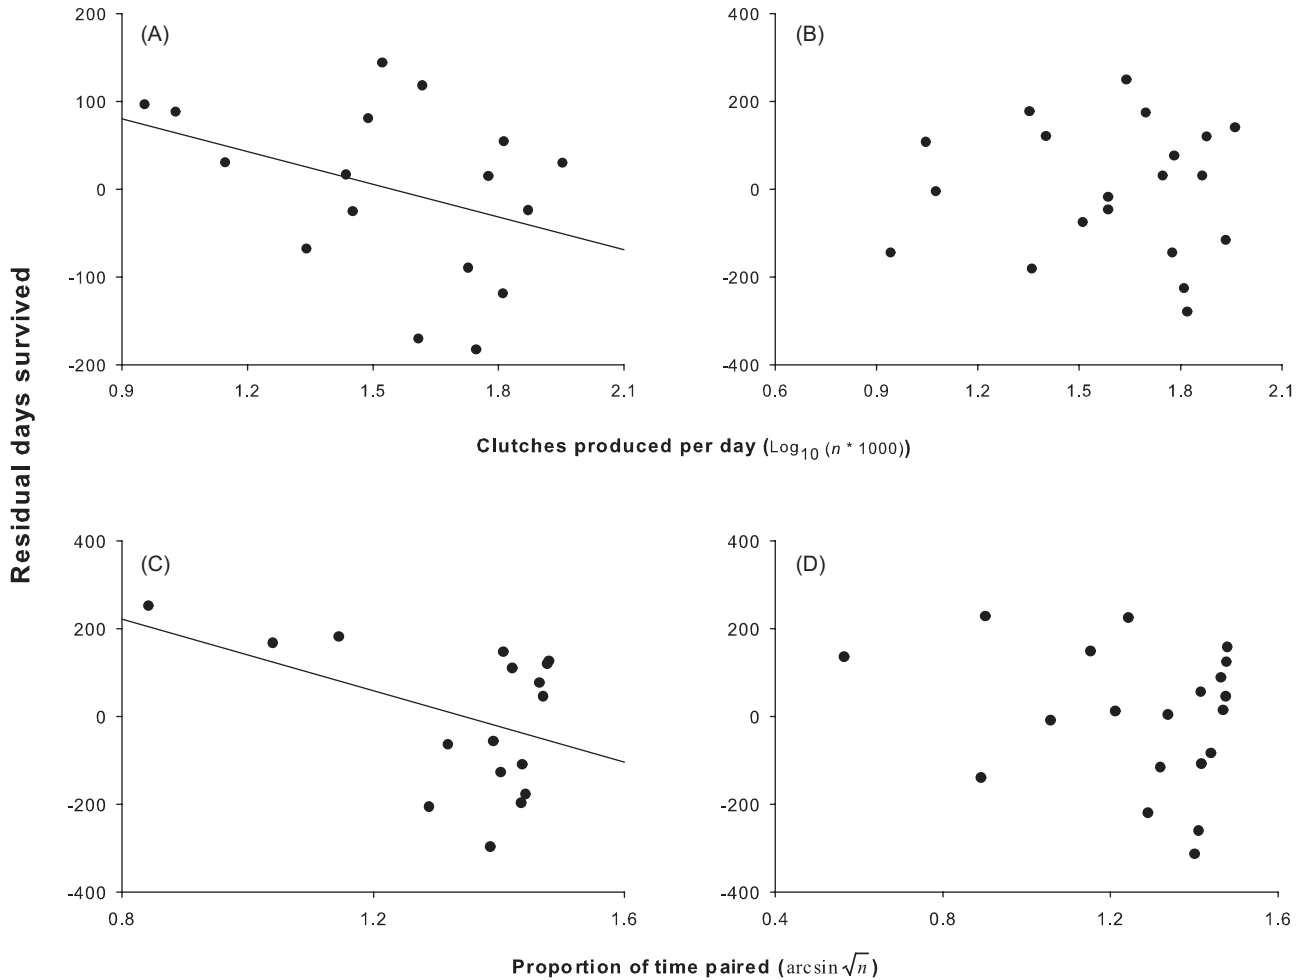 Residual days survived
(A)
200
100
0
-100
-200
0.9 1.2 1.5 1.8 2.1
(B)
400
200
0
-200
-400
0.6 0.9 1.2 1.5 1.8 2.1
Clutches produced per day (Log10 (n * 1000))
(C)
400
200
0
-200
-400
0.8 1.2 1.6
(D)
400
200
0
-200
-400
0.4 0.8 1.2 1.6
Proportion of time paired (arcsin √n)